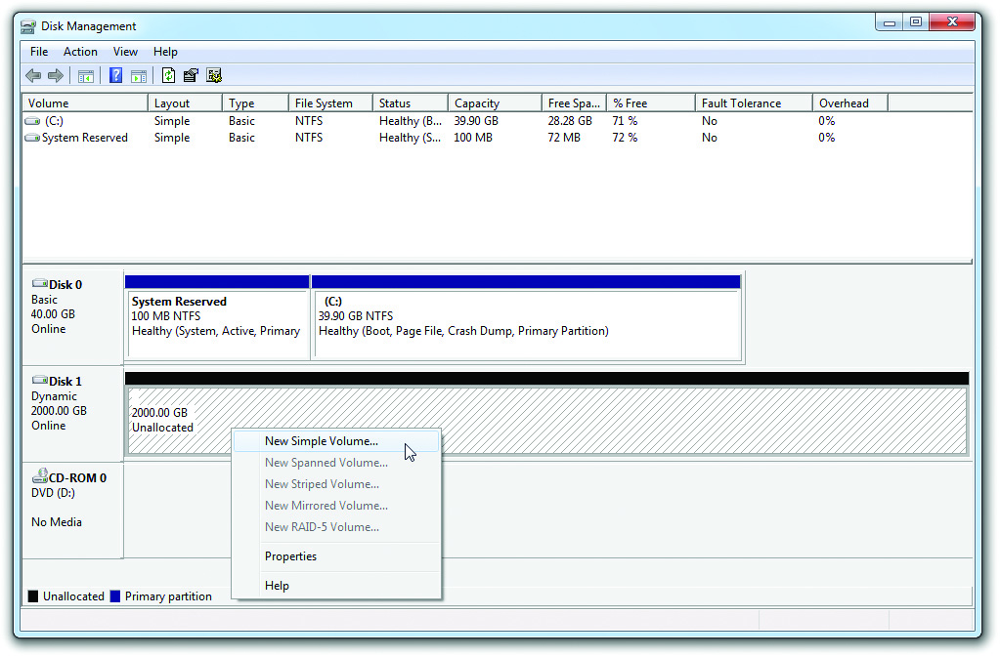 Disk Management
File Action View Help
Volume Layout Type File System Status Capacity Free Spa... % Free Fault Tolerance Overhead
(C:) Simple Basic NTFS Healthy (B... 39.90 GB 28.28 GB 71 % No 0%
System Reserved Simple Basic NTFS Healthy (S... 100 MB 72 MB 72 % No 0%
Disk 0
Basic
40.00 GB
Online
System Reserved
100 MB NTFS
Healthy (System, Active, Primary
(C:)
39.90 GB NTFS
Healthy (Boot, Page File, Crash Dump, Primary Partition)
Disk 1
Dynamic
2000.00 GB
Online
2000.00 GB
Unallocated
New Simple Volume...
New Spanned Volume...
New Striped Volume...
New Mirrored Volume...
New RAID-5 Volume...
Properties
Help
CD-ROM 0
DVD (D:)
No Media
Unallocated Primary partition